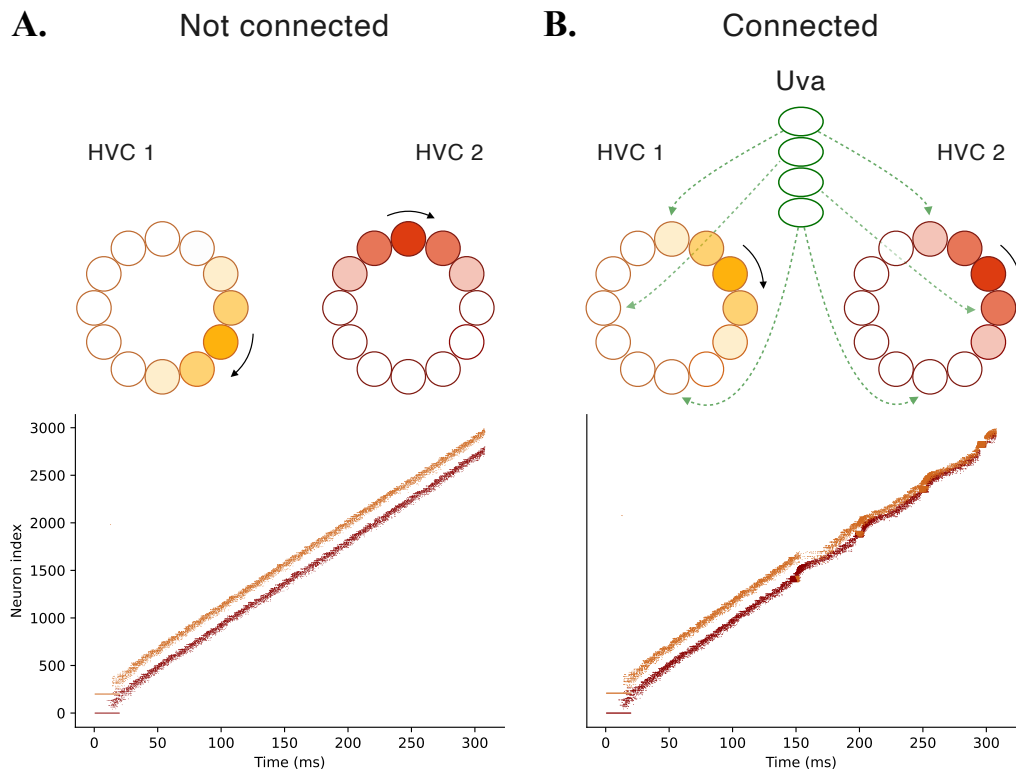 A.
Not connected
HVC 1
HVC 2
3000
2500
2000
1500
1000
500
0
Neuron index
0 50 100 150 200 250 300
Time (ms)
B.
Connected
Uva
HVC 1
HVC 2
0 50 100 150 200 250 300
Time (ms)